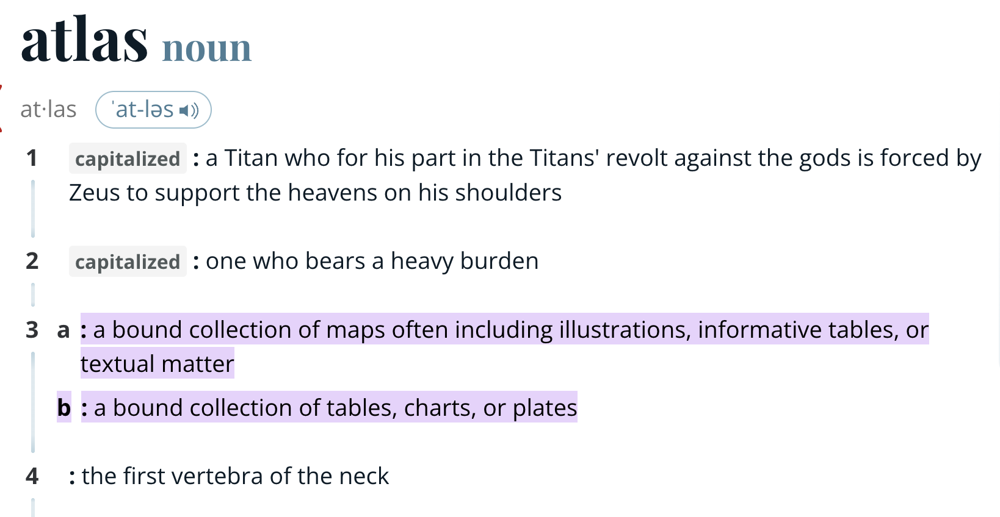 atlas noun
at·las ˈat-ləs
1 capitalized : a Titan who for his part in the Titans' revolt against the gods is forced by
Zeus to support the heavens on his shoulders
2 capitalized : one who bears a heavy burden
3 a : a bound collection of maps often including illustrations, informative tables, or
textual matter
b : a bound collection of tables, charts, or plates
4 : the first vertebra of the neck